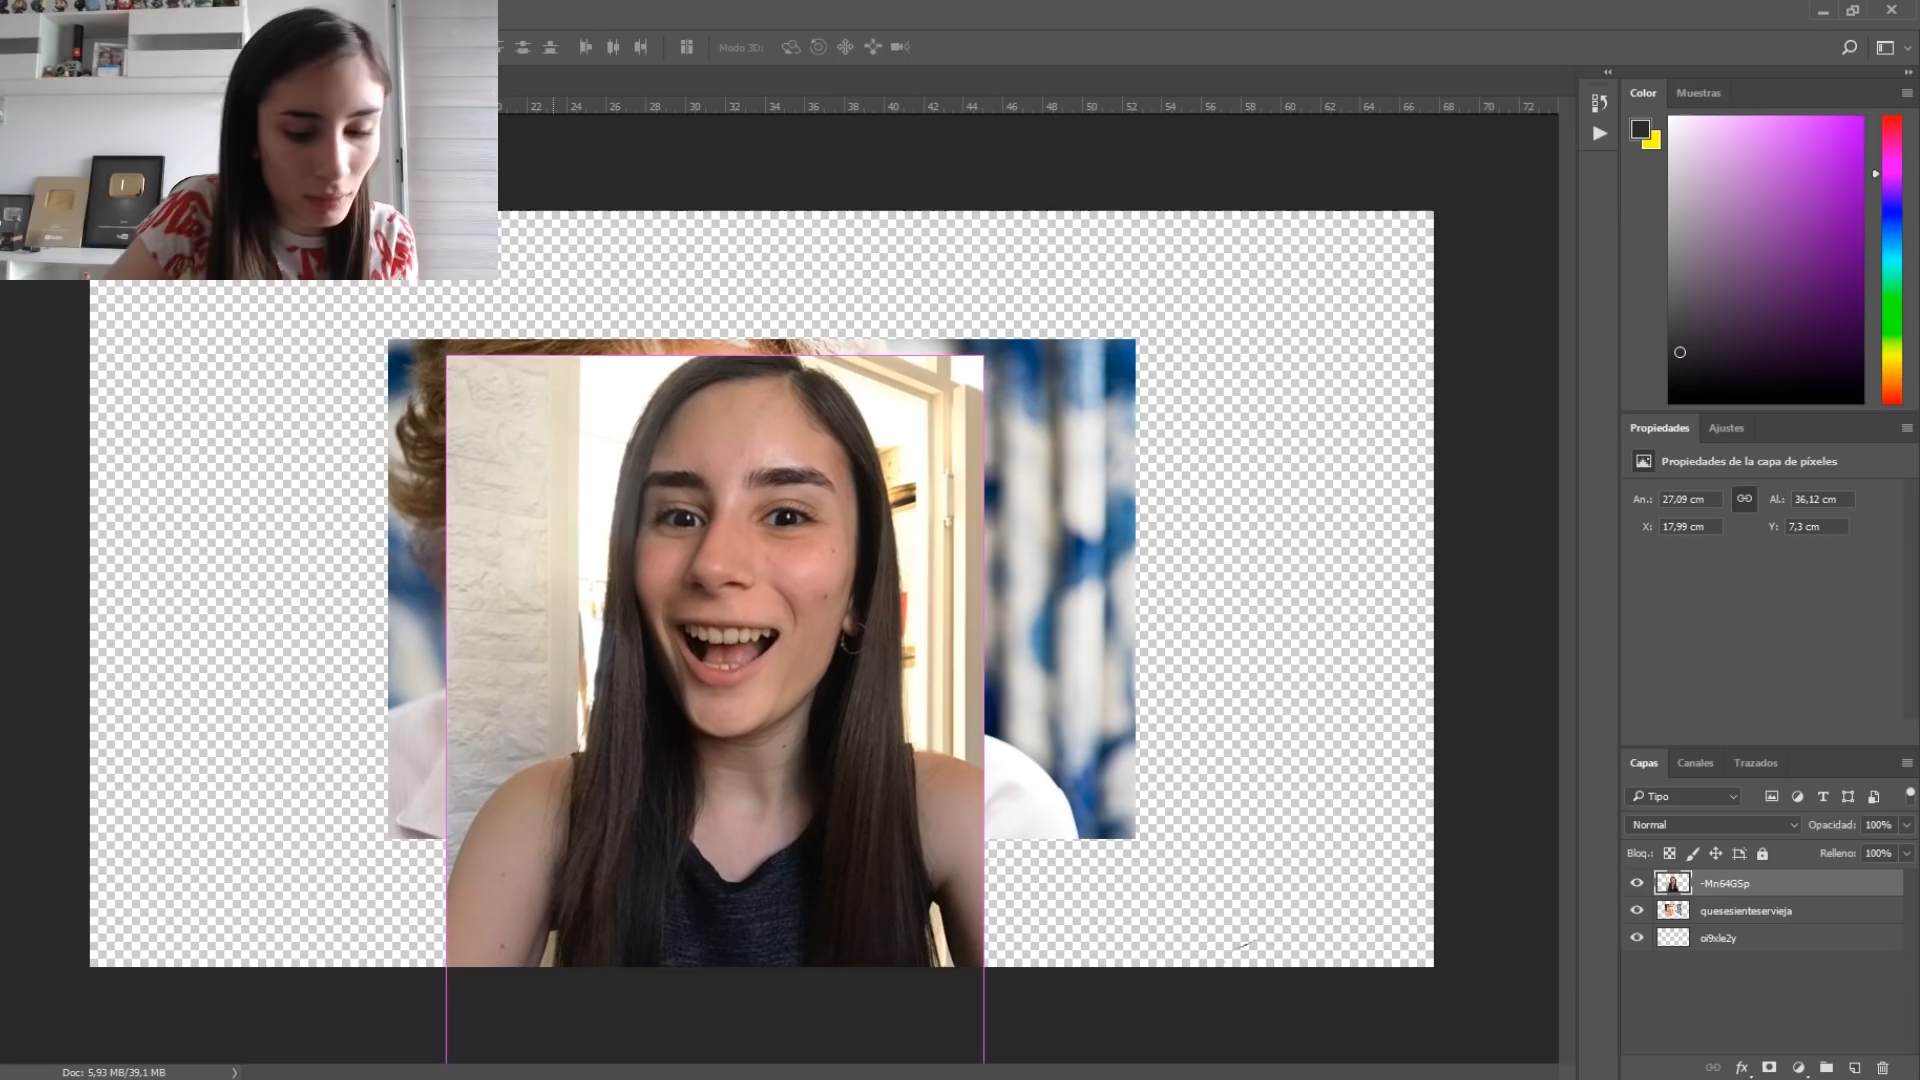 Modo 3D:
22 24 26 28 30 32 34 36 38 40 42 44 46 48 50 52 54 56 58 60 62 64 66 68 70 72
Color Muestras
Propiedades Ajustes
Propiedades de la capa de píxeles
An.: 27,09 cm Al.: 36,12 cm
X: 17,99 cm Y: 7,3 cm
Capas Canales Trazados
Tipo
Normal Opacidad: 100%
Bloq.: Relleno: 100%
-Mn64GSp
quesesienteservieja
oi9xle2y
fx
Doc: 5,93 MB/39,1 MB